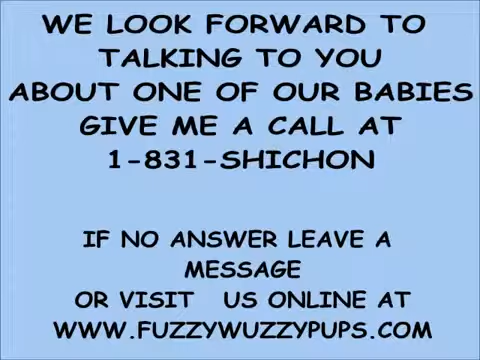 WE LOOK FORWARD TO
TALKING TO YOU
ABOUT ONE OF OUR BABIES
GIVE ME A CALL AT
1-831-SHICHON
IF NO ANSWER LEAVE A
MESSAGE
OR VISIT US ONLINE AT
WWW.FUZZYWUZZYPUPS.COM